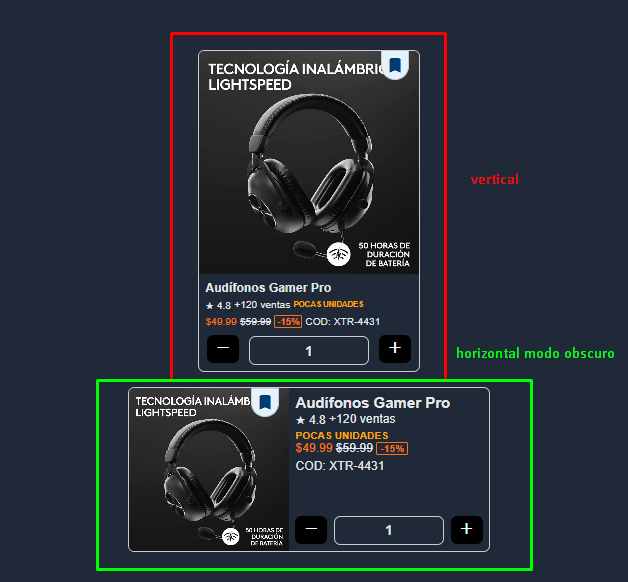 TECNOLOGÍA INALÁMBRIC
LIGHTSPEED
50 HORAS DE
DURACIÓN
DE BATERÍA
Audífonos Gamer Pro
★ 4.8 +120 ventas POCAS UNIDADES
$49.99 $59.99 -15% COD: XTR-4431
− 1 +
vertical
horizontal modo obscuro
TECNOLOGÍA INALÁMB
LIGHTSPEED
50 HORAS DE
DURACIÓN
DE BATERÍA
Audífonos Gamer Pro
★ 4.8 +120 ventas
POCAS UNIDADES
$49.99 $59.99 -15%
COD: XTR-4431
− 1 +